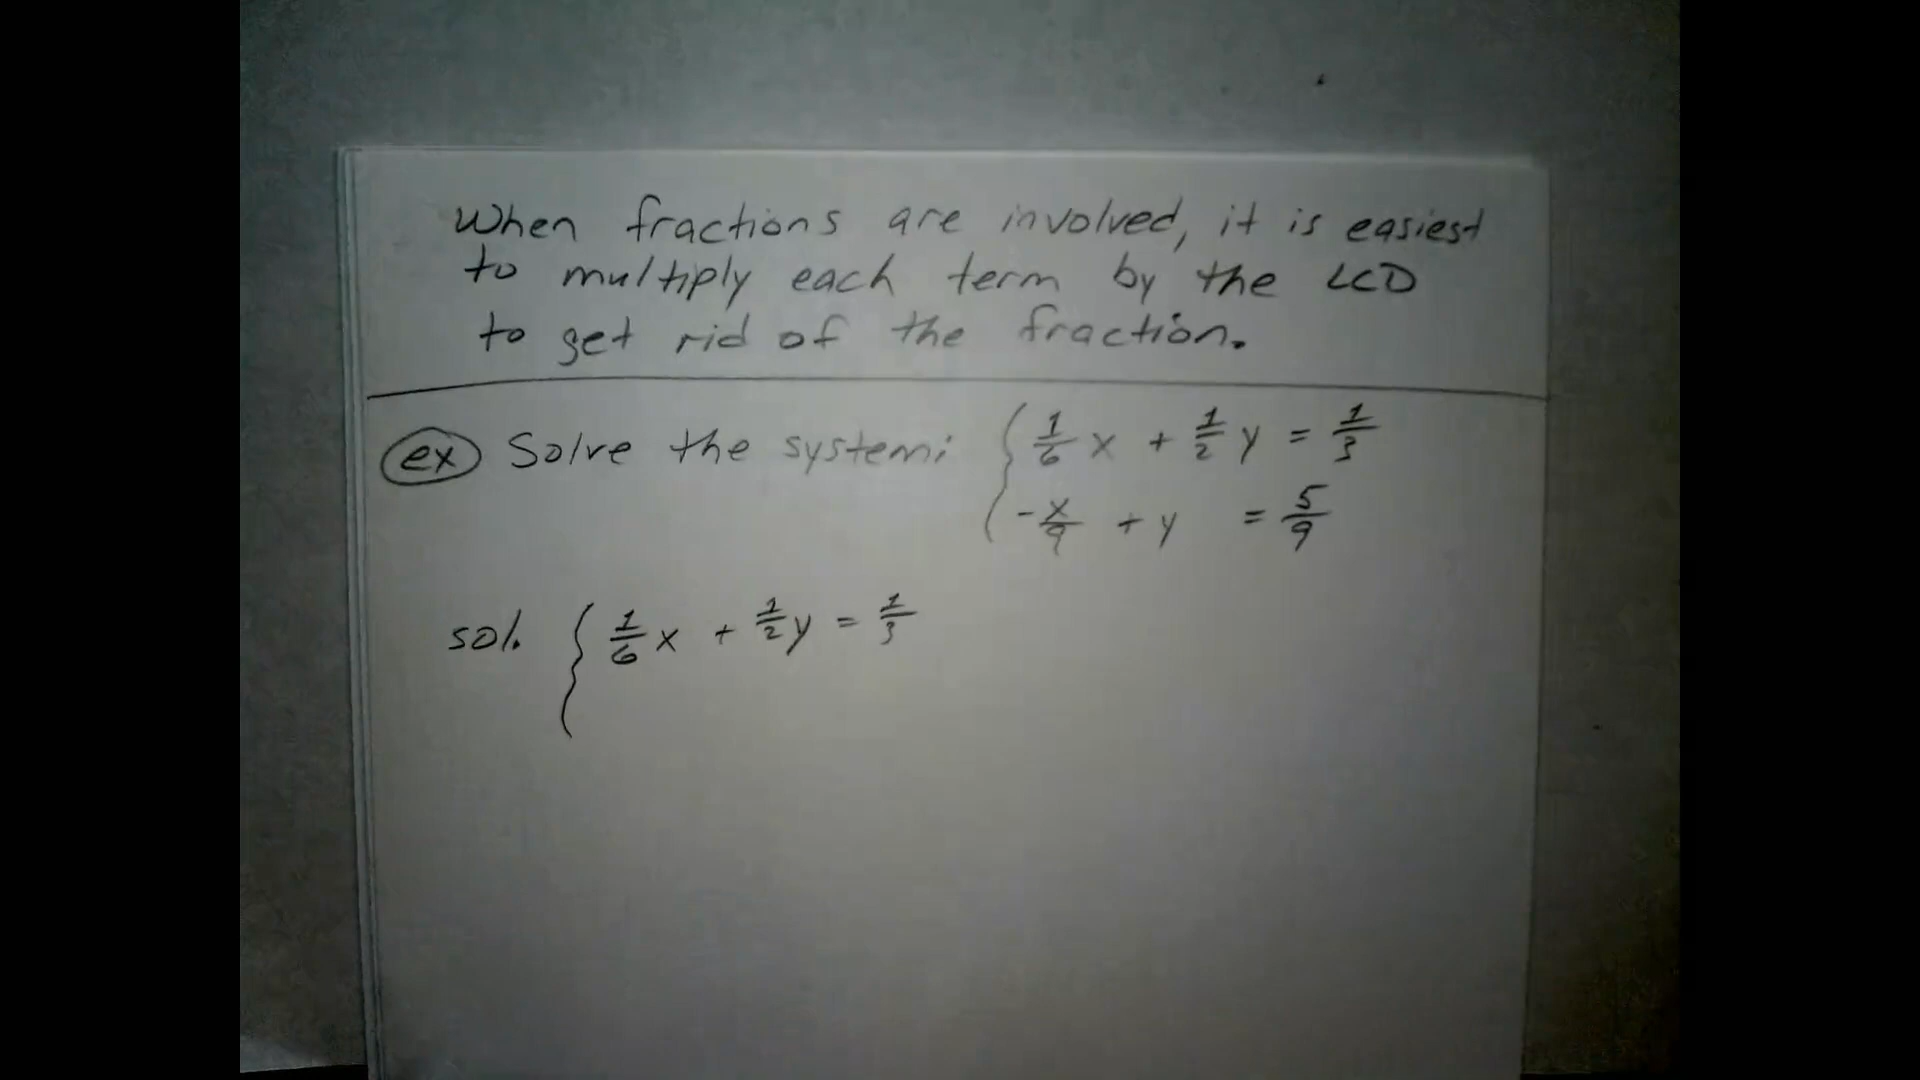 When fractions are involved, it is easiest
to multiply each term by the LCD
to get rid of the fraction.
ex Solve the system: { 1/6 x + 1/2 y = 1/3
-x/9 + y = 5/9
sol. { 1/6 x + 1/2 y = 1/3